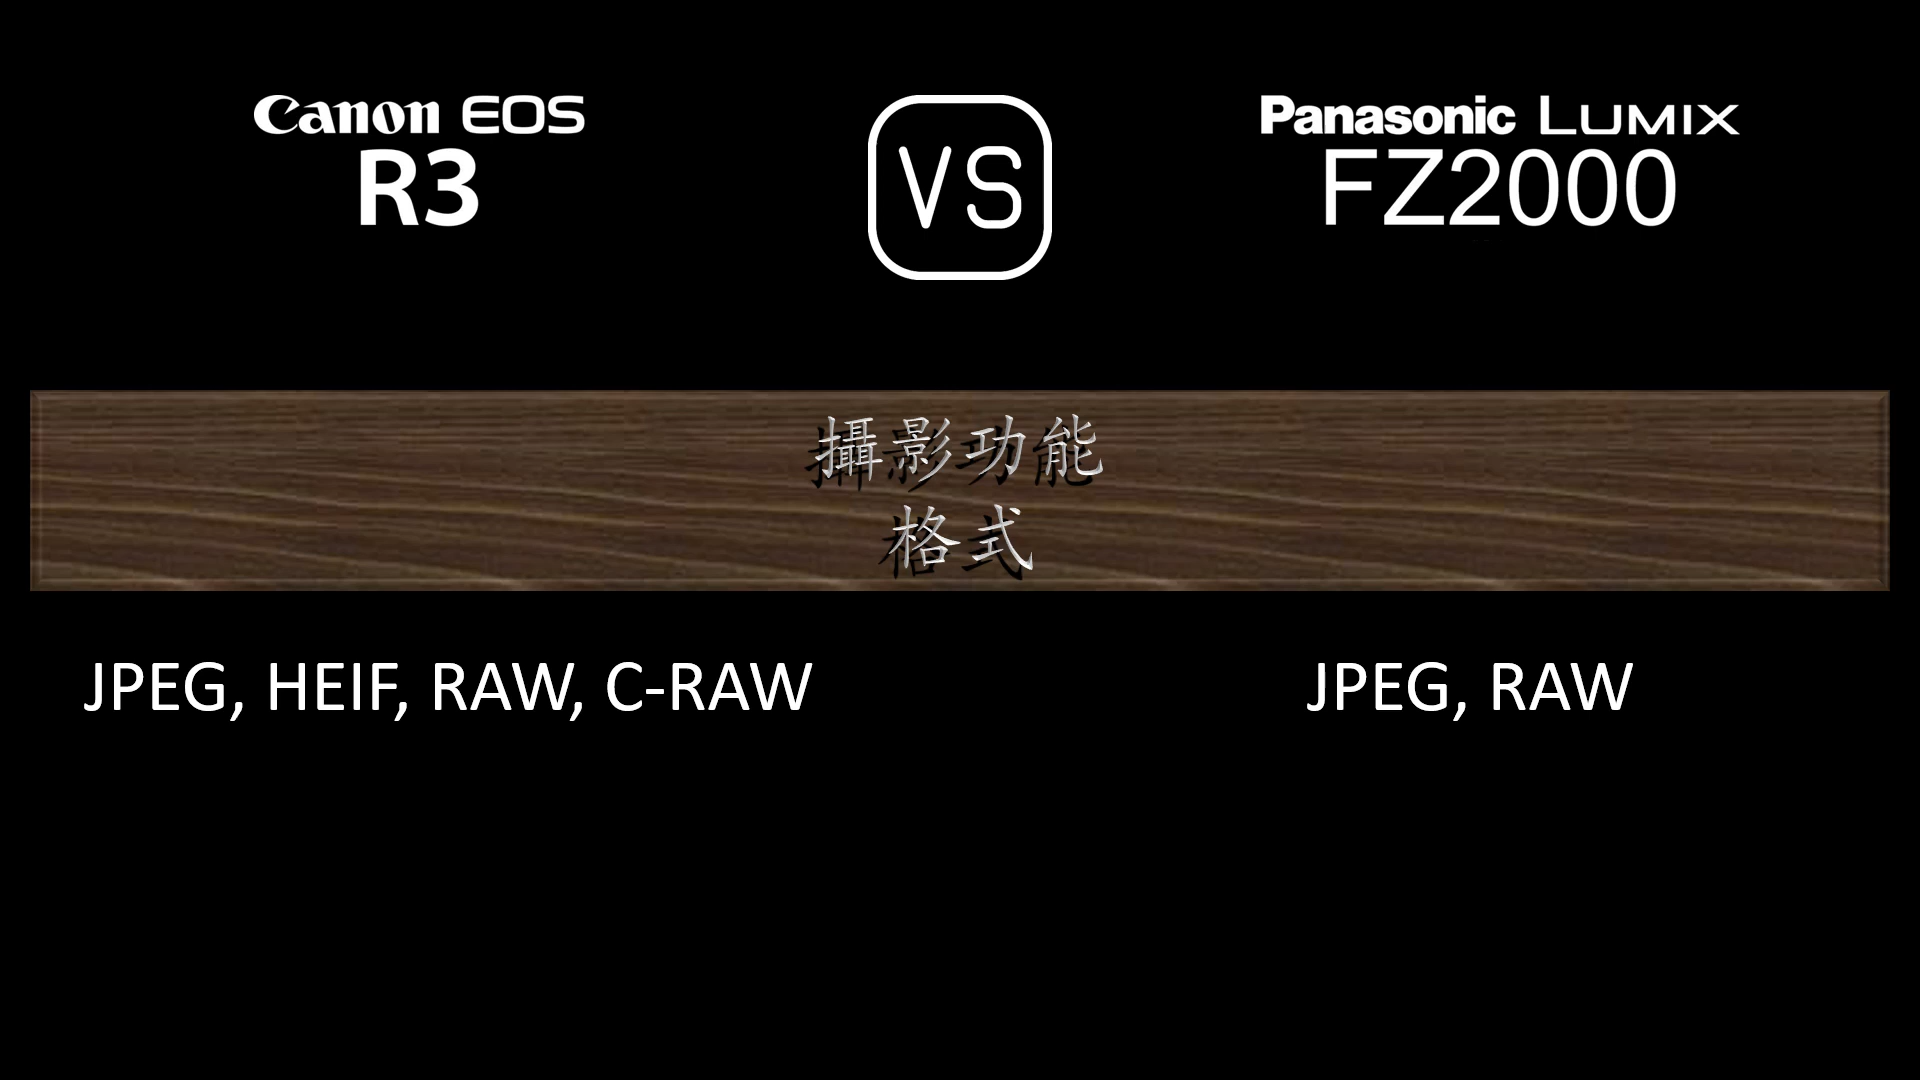 Canon EOS
R3
VS
Panasonic LUMIX
FZ2000
攝影功能
格式
JPEG, HEIF, RAW, C-RAW
JPEG, RAW